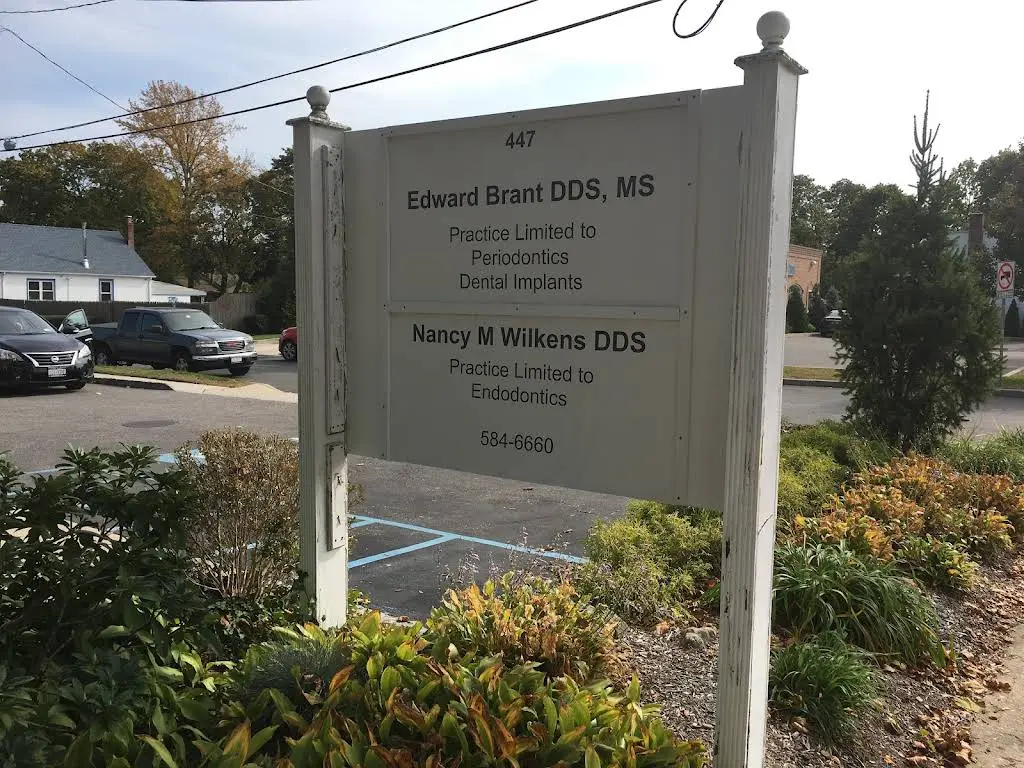 447
Edward Brant DDS, MS
Practice Limited to
Periodontics
Dental Implants
Nancy M Wilkens DDS
Practice Limited to
Endodontics
584-6660